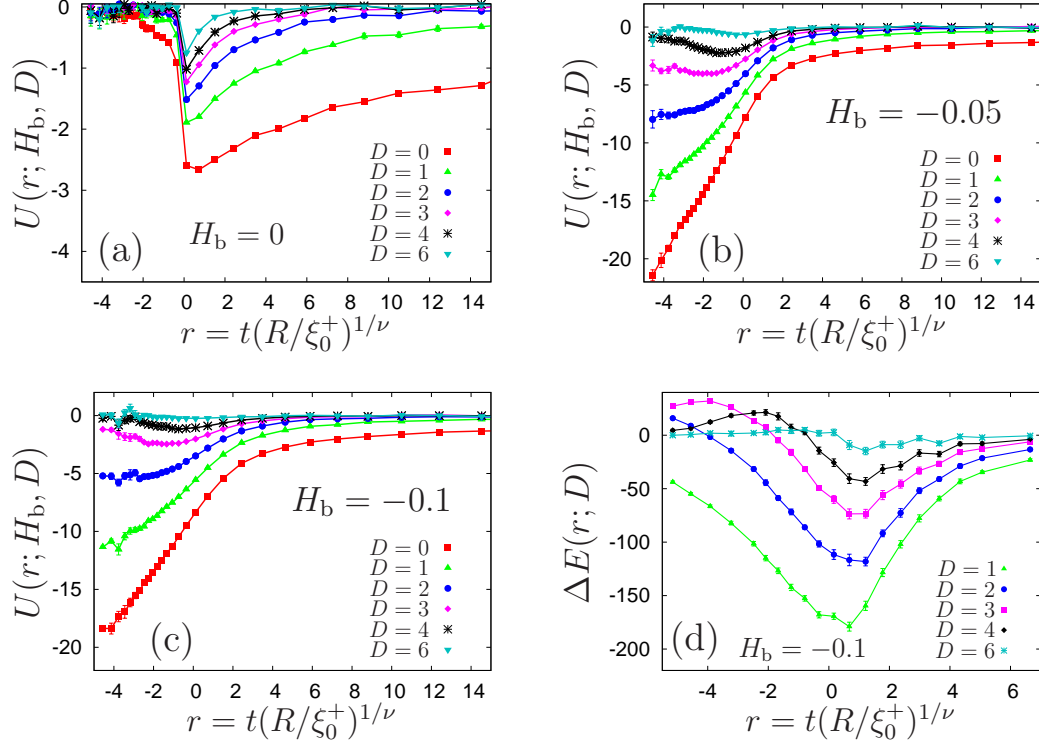 0
-1
-2
-3
-4
U(r; H_b, D)
-4 -2 0 2 4 6 8 10 12 14
r = t(R/ξ_0^+)^{1/ν}
(a)
H_b = 0
D = 0
D = 1
D = 2
D = 3
D = 4
D = 6
0
-5
-10
-15
-20
U(r; H_b, D)
-4 -2 0 2 4 6 8 10 12 14
r = t(R/ξ_0^+)^{1/ν}
(b)
H_b = −0.05
D = 0
D = 1
D = 2
D = 3
D = 4
D = 6
0
-5
-10
-15
-20
U(r; H_b, D)
-4 -2 0 2 4 6 8 10 12 14
r = t(R/ξ_0^+)^{1/ν}
(c)
H_b = −0.1
D = 0
D = 1
D = 2
D = 3
D = 4
D = 6
0
-50
-100
-150
-200
ΔE(r; D)
-4 -2 0 2 4 6
r = t(R/ξ_0^+)^{1/ν}
(d)
H_b = −0.1
D = 1
D = 2
D = 3
D = 4
D = 6